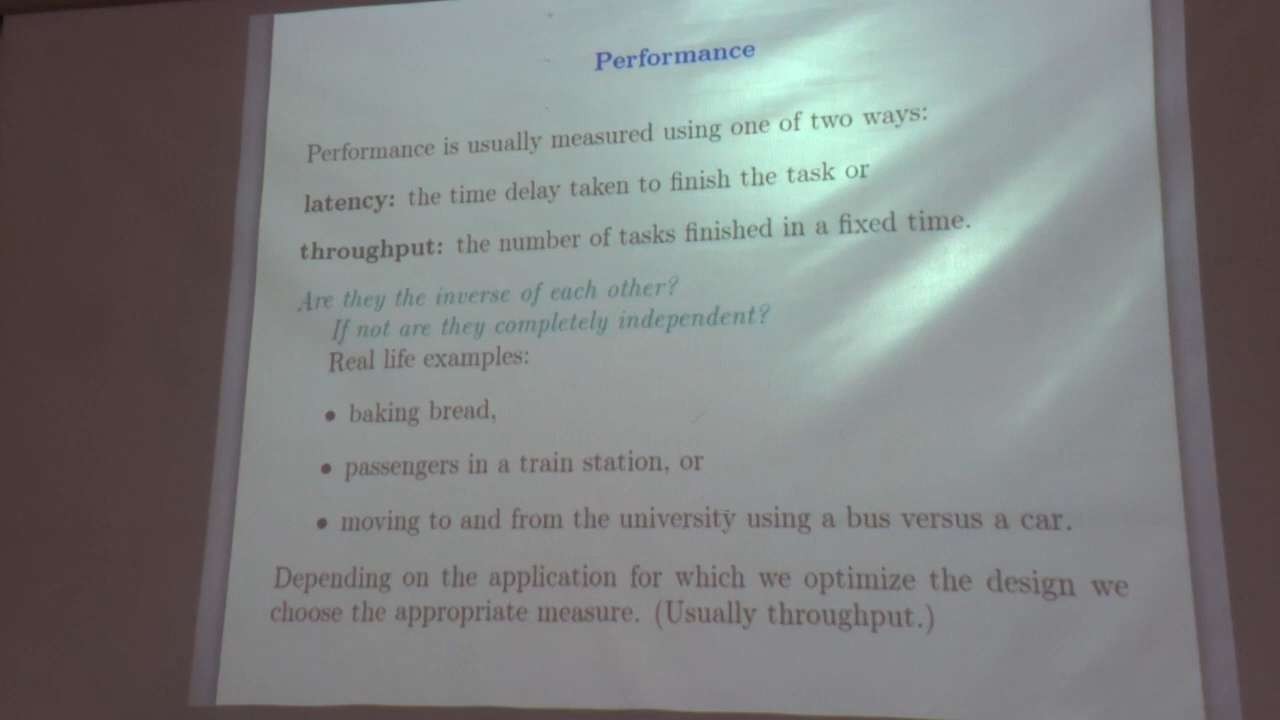 Performance
Performance is usually measured using one of two ways:
latency: the time delay taken to finish the task or
throughput: the number of tasks finished in a fixed time.
Are they the inverse of each other?
If not are they completely independent?
Real life examples:
• baking bread,
• passengers in a train station, or
• moving to and from the university using a bus versus a car.
Depending on the application for which we optimize the design we
choose the appropriate measure. (Usually throughput.)